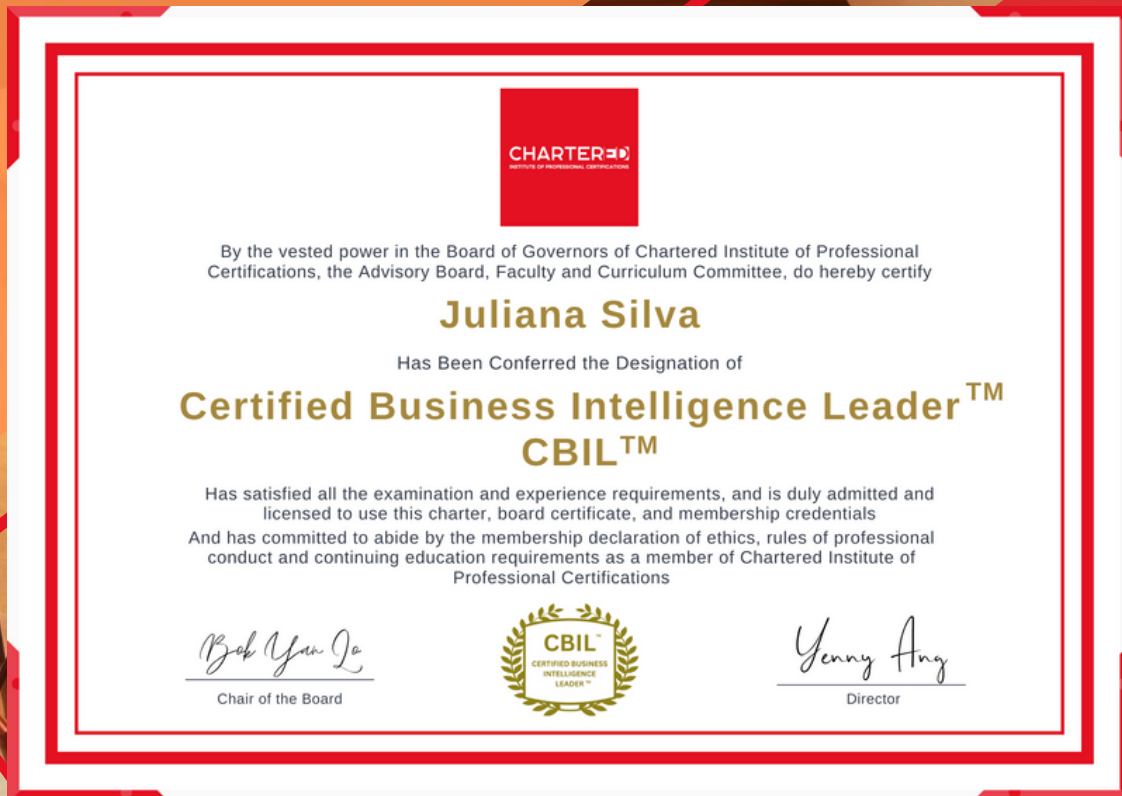 CHARTERED
INSTITUTE OF PROFESSIONAL CERTIFICATIONS
By the vested power in the Board of Governors of Chartered Institute of Professional
Certifications, the Advisory Board, Faculty and Curriculum Committee, do hereby certify
Juliana Silva
Has Been Conferred the Designation of
Certified Business Intelligence Leader™
CBIL™
Has satisfied all the examination and experience requirements, and is duly admitted and
licensed to use this charter, board certificate, and membership credentials
And has committed to abide by the membership declaration of ethics, rules of professional
conduct and continuing education requirements as a member of Chartered Institute of
Professional Certifications
Bok Yan Lo
Chair of the Board
CBIL™
CERTIFIED BUSINESS
INTELLIGENCE
LEADER™
Yenny Ang
Director